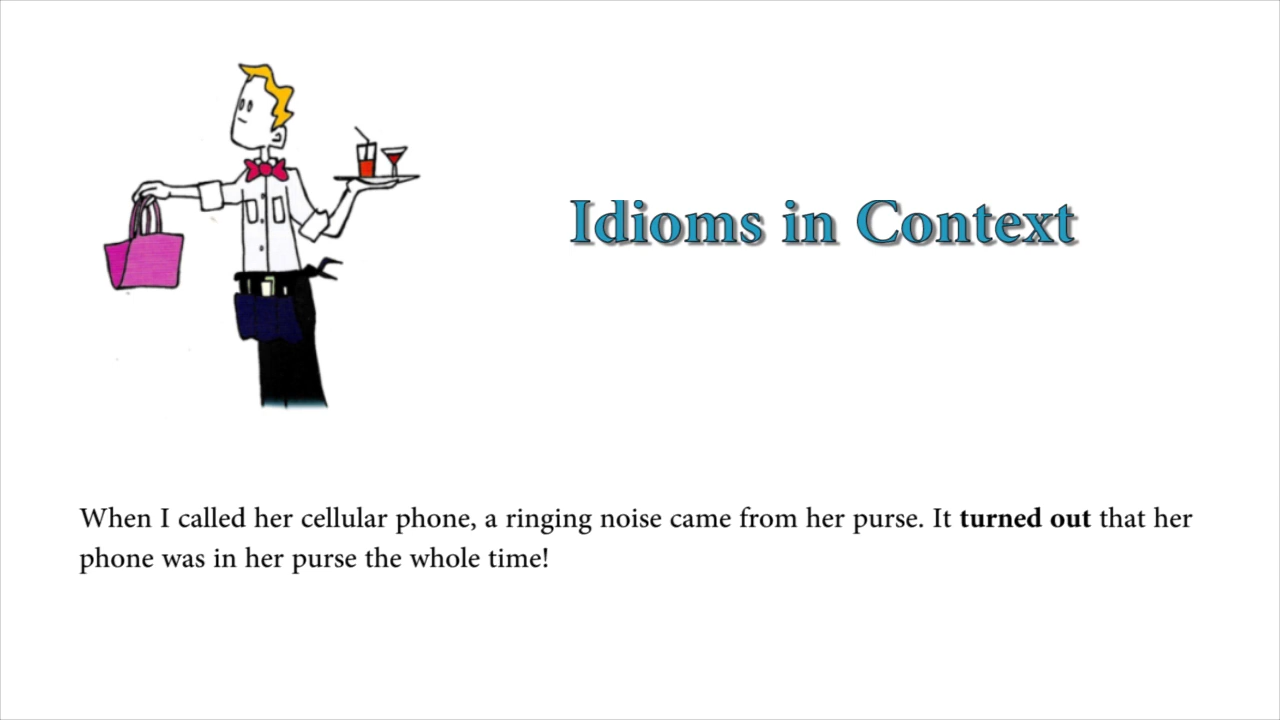 Idioms in Context
When I called her cellular phone, a ringing noise came from her purse. It turned out that her
phone was in her purse the whole time!